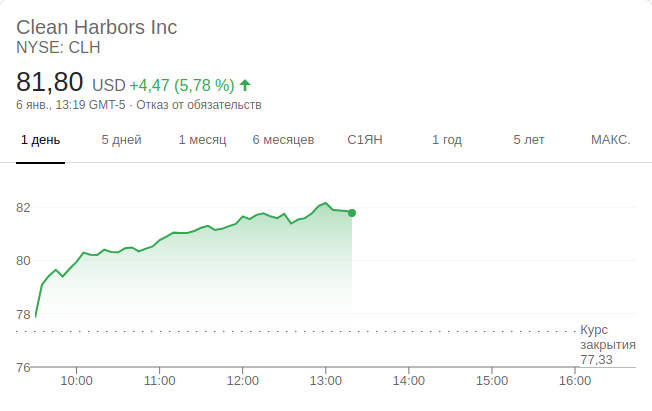 Clean Harbors Inc
NYSE: CLH
81,80 USD +4,47 (5,78 %)
6 янв., 13:19 GMT-5 · Отказ от обязательств
1 день 5 дней 1 месяц 6 месяцев С1ЯН 1 год 5 лет МАКС.
82
80
78
Курс
закрытия
77,33
76
10:00 11:00 12:00 13:00 14:00 15:00 16:00